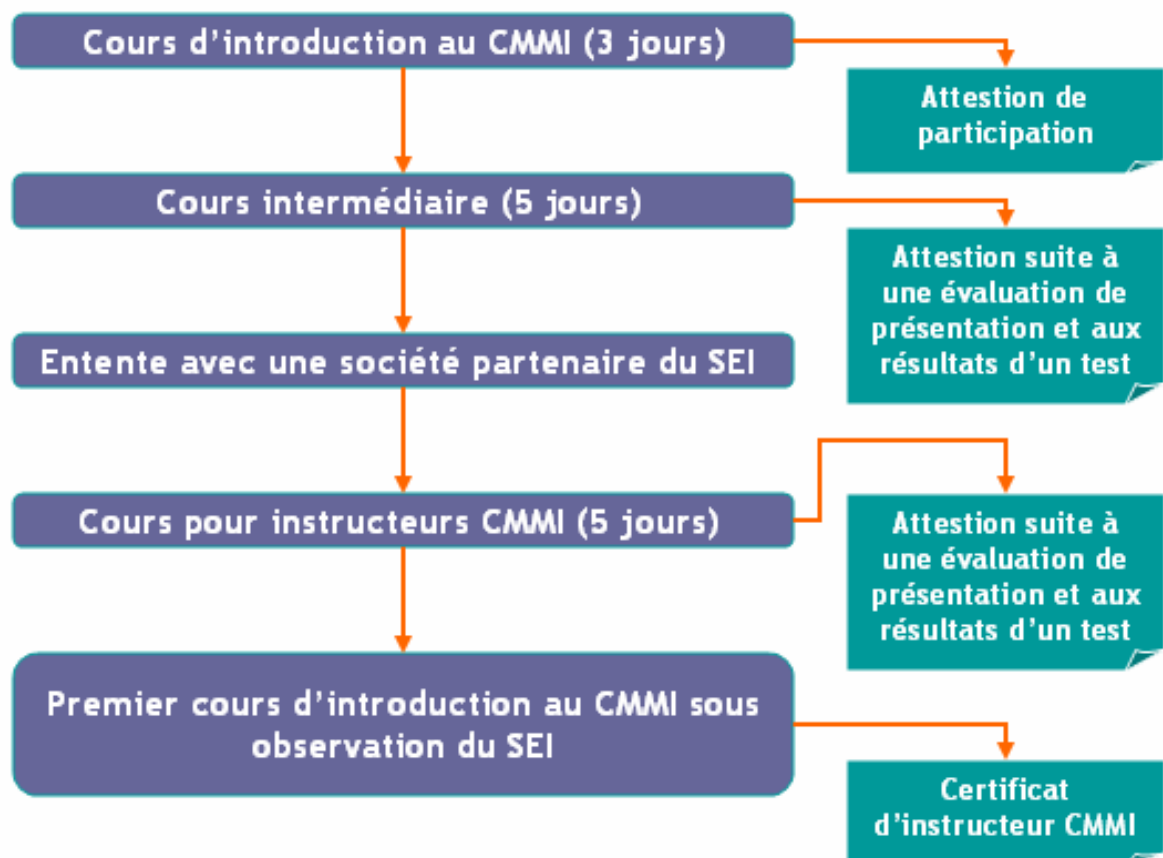 Cours d'introduction au CMMI (3 jours)
Attestion de
participation
Cours intermédiaire (5 jours)
Attestion suite à
une évaluation de
présentation et aux
résultats d'un test
Entente avec une société partenaire du SEI
Cours pour instructeurs CMMI (5 jours)
Attestion suite à
une évaluation de
présentation et aux
résultats d'un test
Premier cours d'introduction au CMMI sous
observation du SEI
Certificat
d'instructeur CMMI